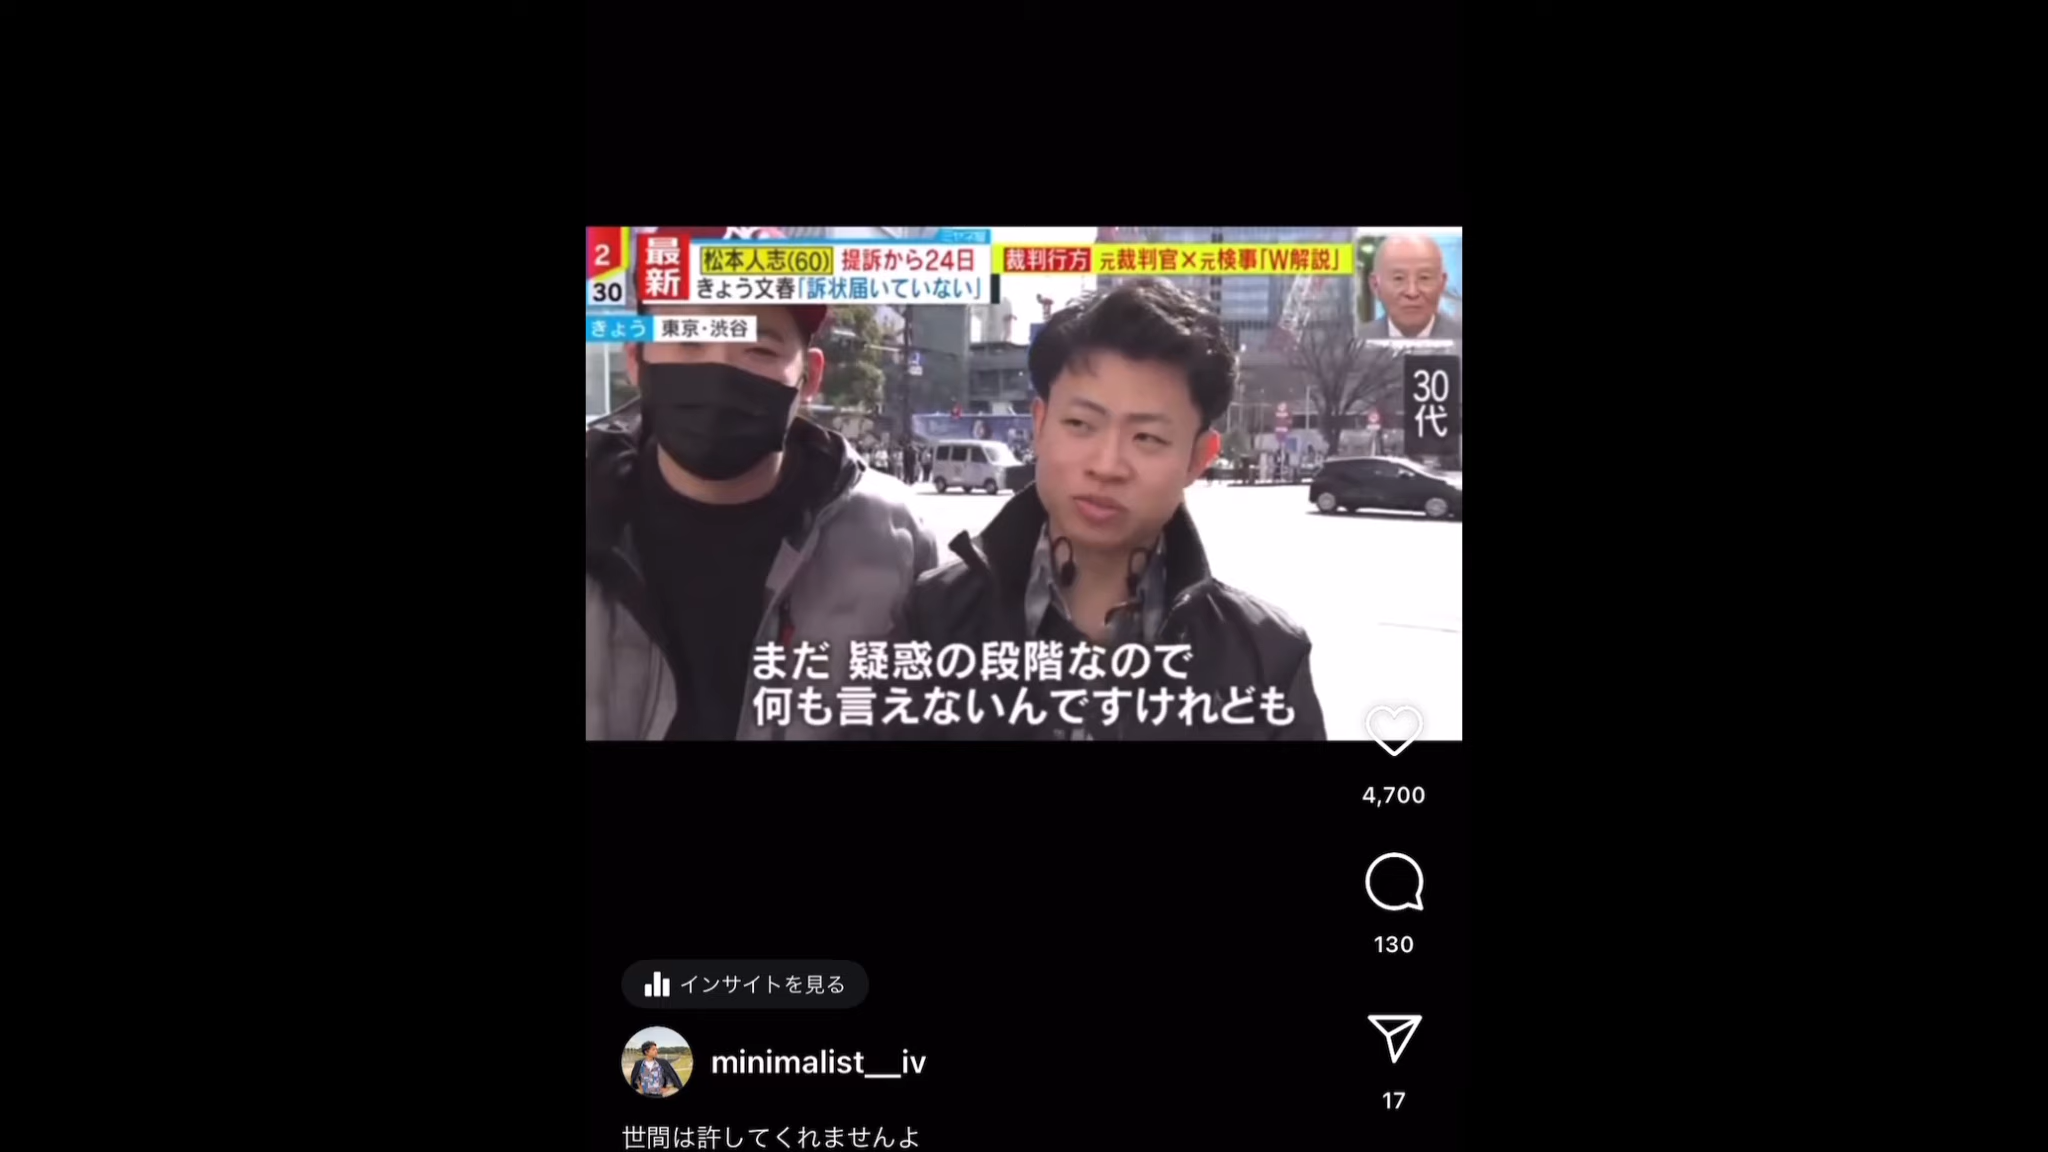 2
30
最新
松本人志(60) 提訴から24日
きょう文春「訴状届いていない」
ミヤネ屋
裁判行方 元裁判官×元検事「W解説」
きょう 東京・渋谷
30代
まだ 疑惑の段階なので
何も言えないんですけれども
4,700
130
インサイトを見る
minimalist__iv
17
世間は許してくれませんよ